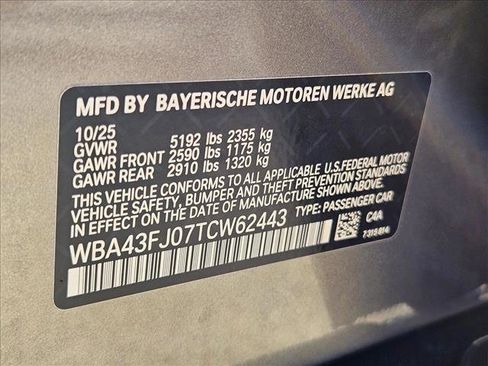 MFD BY BAYERISCHE MOTOREN WERKE AG
10/25
GVWR 5192 lbs 2355 kg
GAWR FRONT 2590 lbs 1175 kg
GAWR REAR 2910 lbs 1320 kg
THIS VEHICLE CONFORMS TO ALL APPLICABLE U.S.FEDERAL MOTOR
VEHICLE SAFETY, BUMPER AND THEFT PREVENTION STANDARDS
IN EFFECT ON THE DATE OF MANUFACTURE SHOWN ABOVE.
WBA43FJ07TCW62443
TYPE: PASSENGER CAR
C4A
7315814